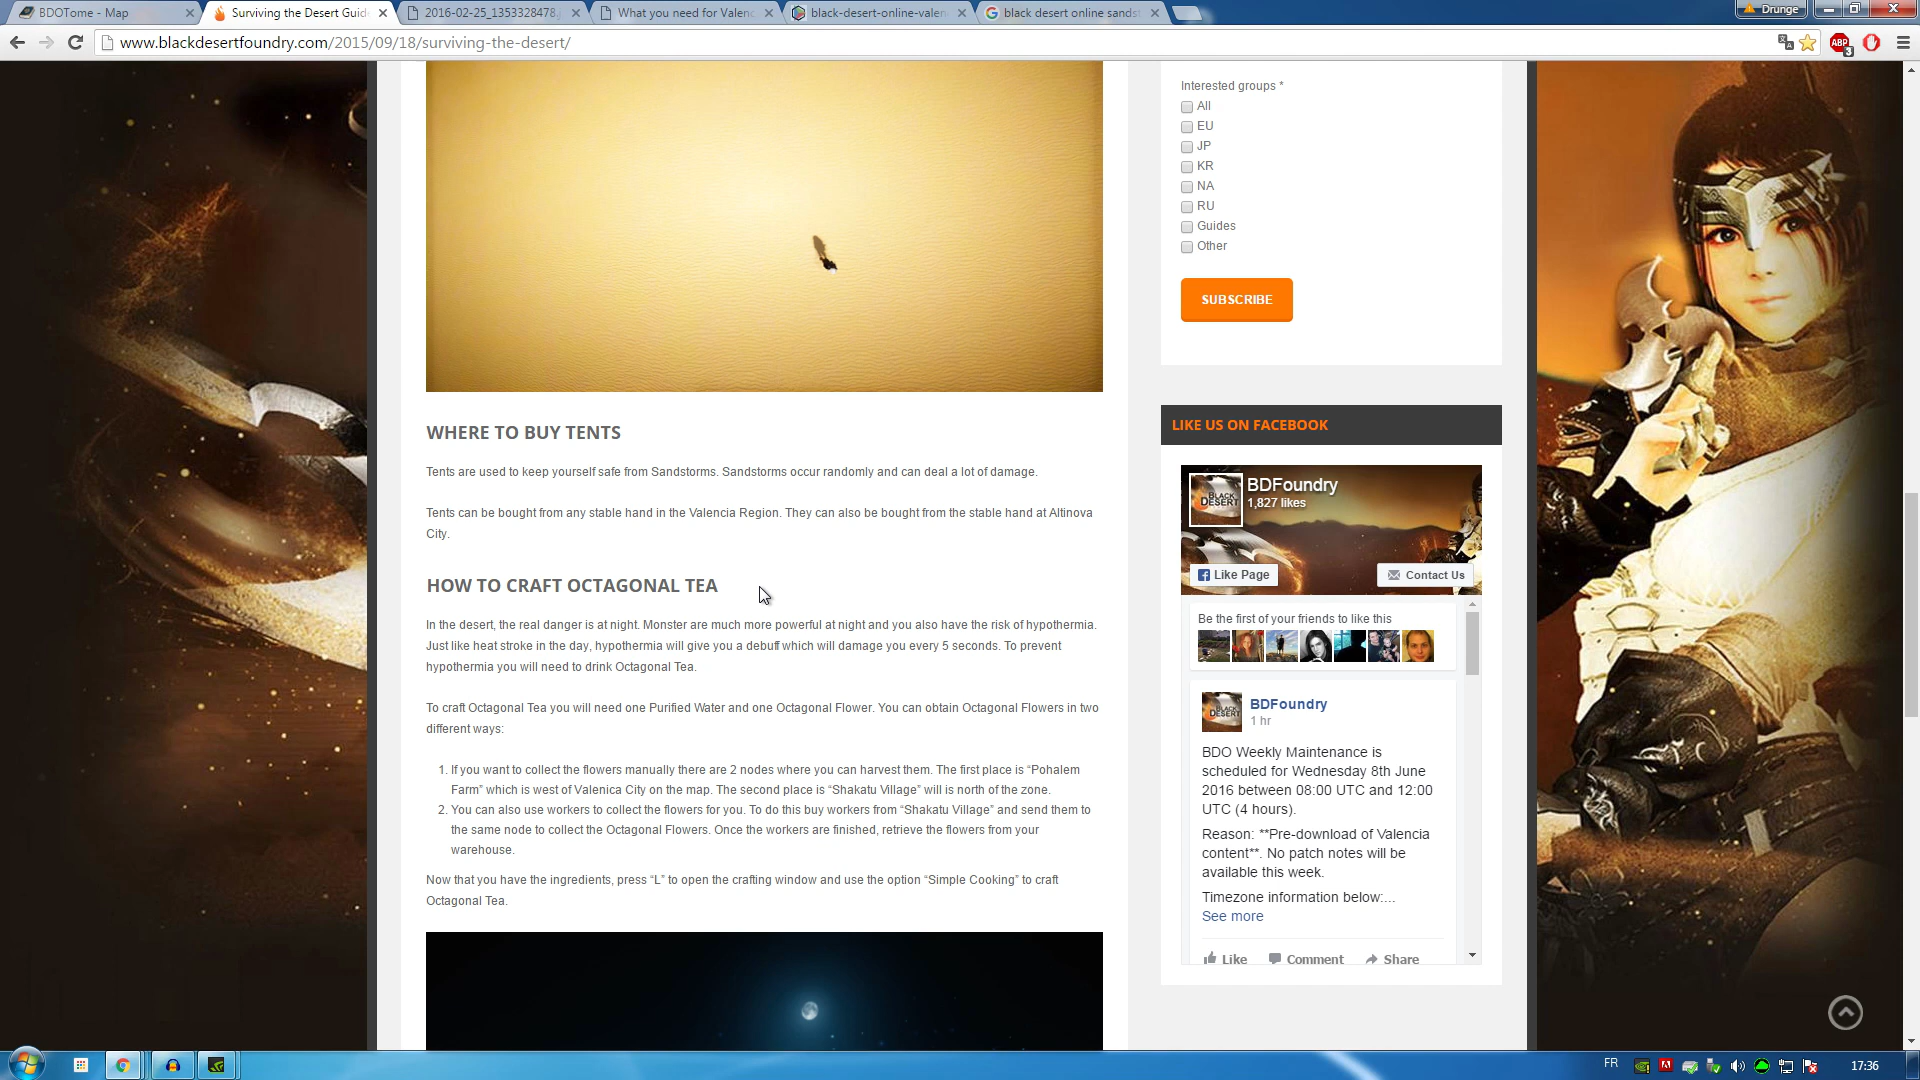 BDOTome - Map
Surviving the Desert Guid
2016-02-25_1353328478.j
What you need for Valenc
black-desert-online-valen
black desert online sands
Drunge
www.blackdesertfoundry.com/2015/09/18/surviving-the-desert/
ABP
3
Interested groups *
All
EU
JP
KR
NA
RU
Guides
Other
SUBSCRIBE
WHERE TO BUY TENTS
Tents are used to keep yourself safe from Sandstorms. Sandstorms occur randomly and can deal a lot of damage.
Tents can be bought from any stable hand in the Valencia Region. They can also be bought from the stable hand at Altinova
City.
HOW TO CRAFT OCTAGONAL TEA
In the desert, the real danger is at night. Monster are much more powerful at night and you also have the risk of hypothermia.
Just like heat stroke in the day, hypothermia will give you a debuff which will damage you every 5 seconds. To prevent
hypothermia you will need to drink Octagonal Tea.
To craft Octagonal Tea you will need one Purified Water and one Octagonal Flower. You can obtain Octagonal Flowers in two
different ways:
1. If you want to collect the flowers manually there are 2 nodes where you can harvest them. The first place is “Pohalem
Farm” which is west of Valenica City on the map. The second place is “Shakatu Village” will is north of the zone.
2. You can also use workers to collect the flowers for you. To do this buy workers from “Shakatu Village” and send them to
the same node to collect the Octagonal Flowers. Once the workers are finished, retrieve the flowers from your
warehouse.
Now that you have the ingredients, press “L” to open the crafting window and use the option “Simple Cooking” to craft
Octagonal Tea.
LIKE US ON FACEBOOK
BLACK DESERT
BDFoundry
1,827 likes
Like Page
Contact Us
Be the first of your friends to like this
BLACK DESERT
BDFoundry
1 hr
BDO Weekly Maintenance is
scheduled for Wednesday 8th June
2016 between 08:00 UTC and 12:00
UTC (4 hours).
Reason: **Pre-download of Valencia
content**. No patch notes will be
available this week.
Timezone information below:...
See more
Like
Comment
Share
FR
17:36